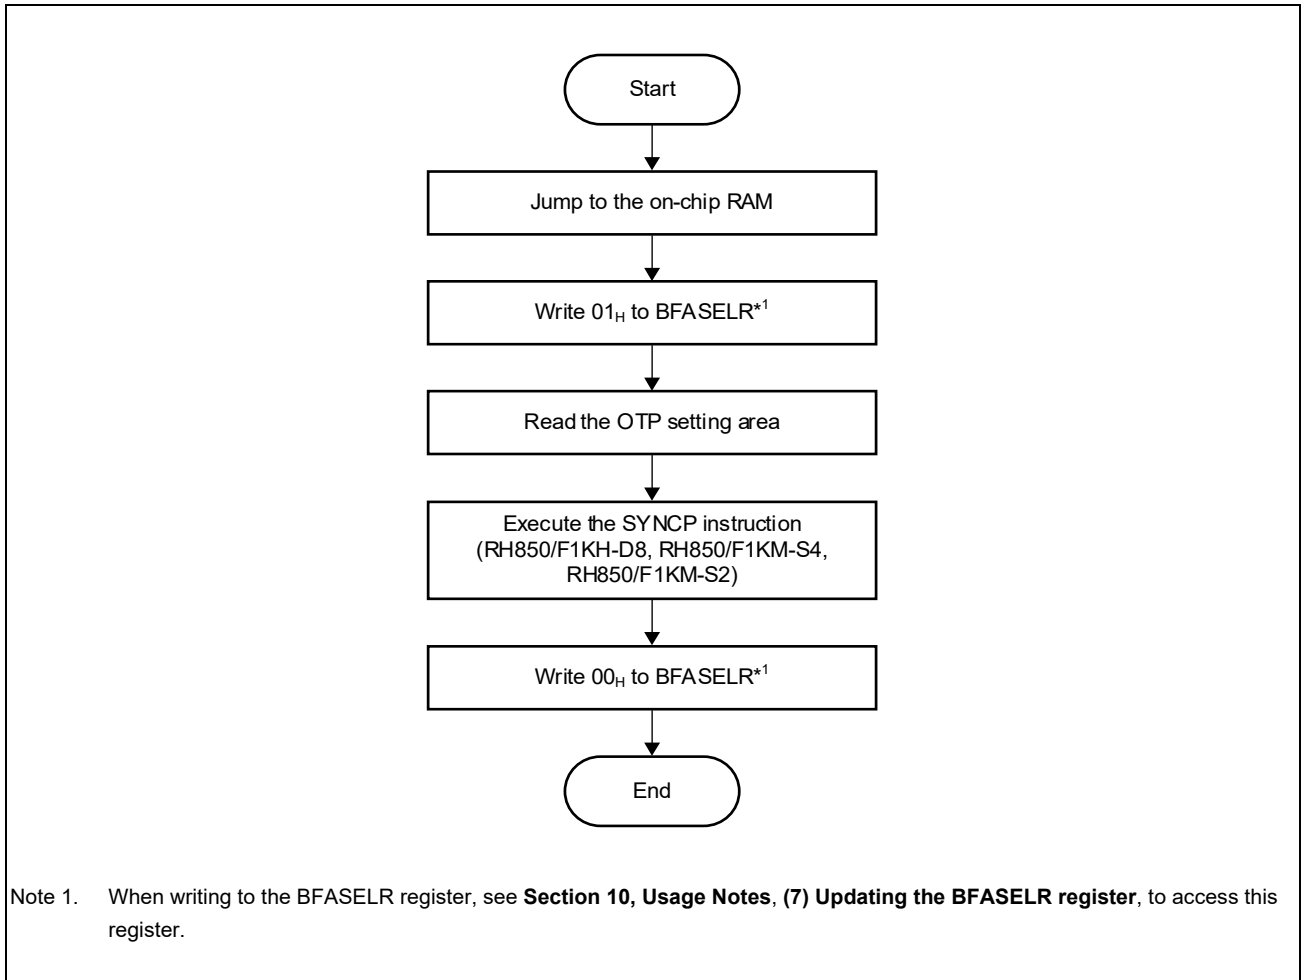 Start
Jump to the on-chip RAM
Write 01H to BFASELR*1
Read the OTP setting area
Execute the SYNCP instruction
(RH850/F1KH-D8, RH850/F1KM-S4,
RH850/F1KM-S2)
Write 00H to BFASELR*1
End
Note 1. When writing to the BFASELR register, see Section 10, Usage Notes, (7) Updating the BFASELR register, to access this
register.